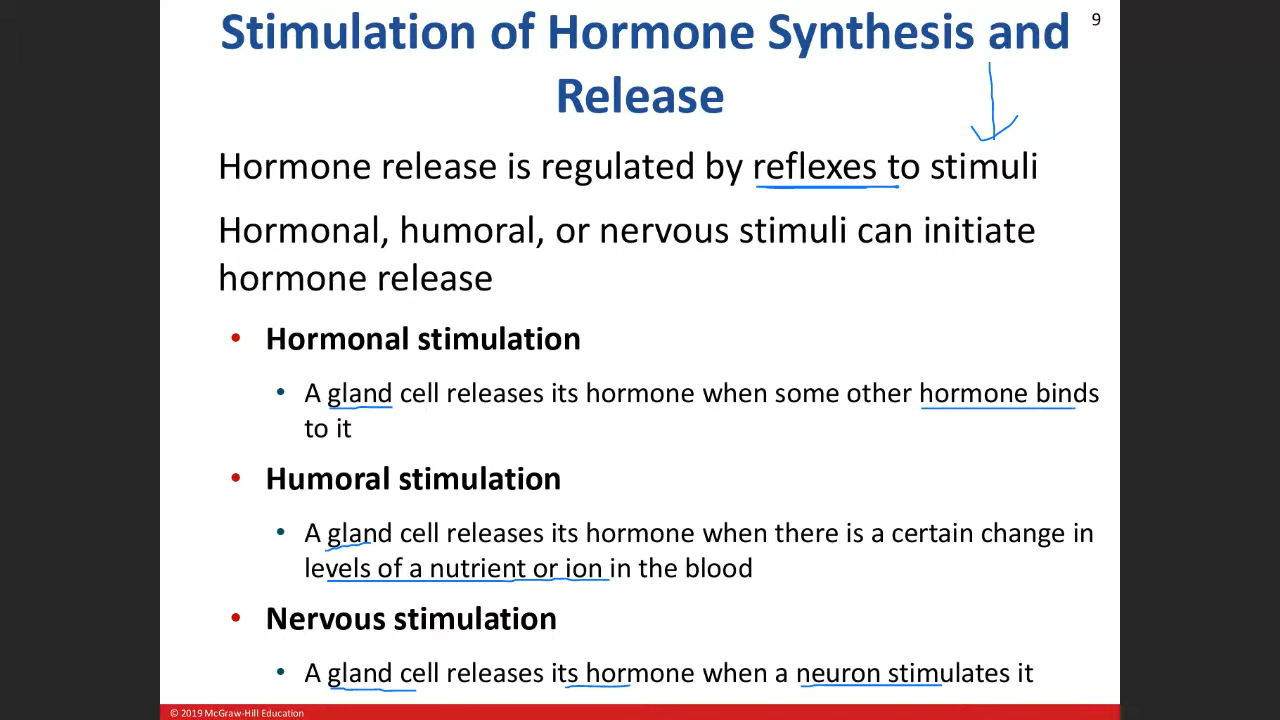 Stimulation of Hormone Synthesis and
9
Release
Hormone release is regulated by reflexes to stimuli
Hormonal, humoral, or nervous stimuli can initiate
hormone release
• Hormonal stimulation
• A gland cell releases its hormone when some other hormone binds
to it
• Humoral stimulation
• A gland cell releases its hormone when there is a certain change in
levels of a nutrient or ion in the blood
• Nervous stimulation
• A gland cell releases its hormone when a neuron stimulates it
© 2019 McGraw-Hill Education